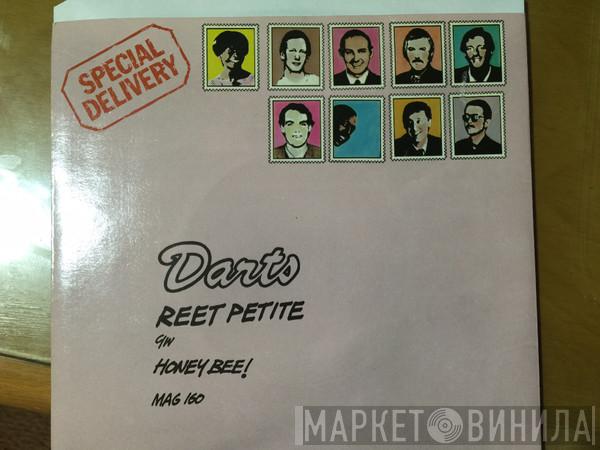 SPECIAL
DELIVERY
Darts
REET PETITE
c/w
HONEY BEE!
MAG 160
МАРКЕТ ВИНИЛА